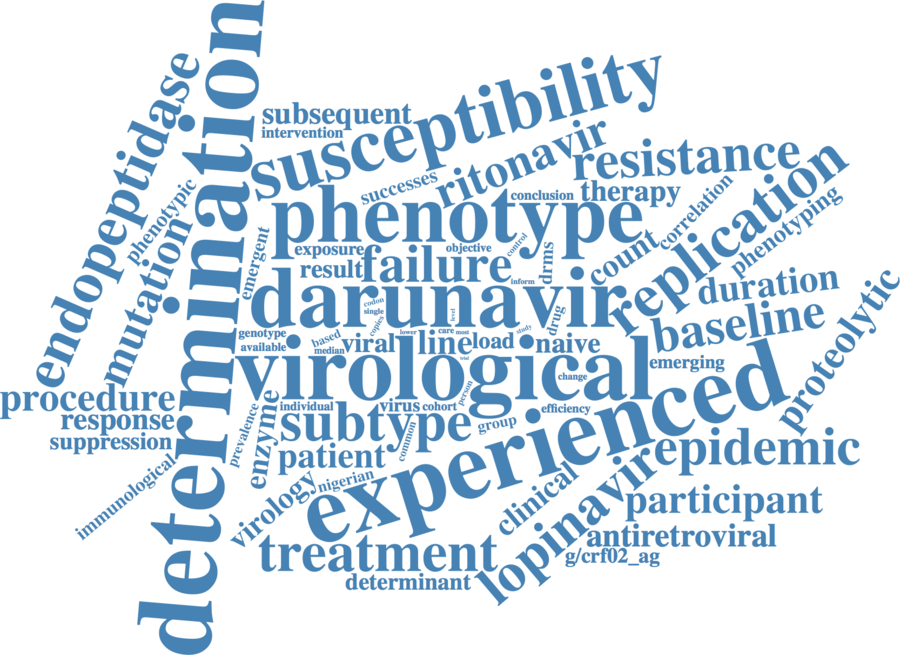 determination
endopeptidase
subsequent
intervention
susceptibility
phenotypic
mutation
successes
ritonavir
resistance
conclusion
therapy
correlation
replication
phenotyping
phenotype
emergent
exposure
objective
control
drms
count
result
failure
inform
duration
darunavir
codon
single
copies
level
drug
baseline
proteolytic
genotype
available
based
median
viral
lower
care
most
study
line
load
naive
trial
emerging
virological
change
procedure
response
suppression
prevalence
individual
virus
cohort
person
efficiency
experienced
enzyme
subtype
common
group
epidemic
patient
immunological
virology
nigerian
clinical
lopinavir
participant
antiretroviral
treatment
g/crf02_ag
determinant